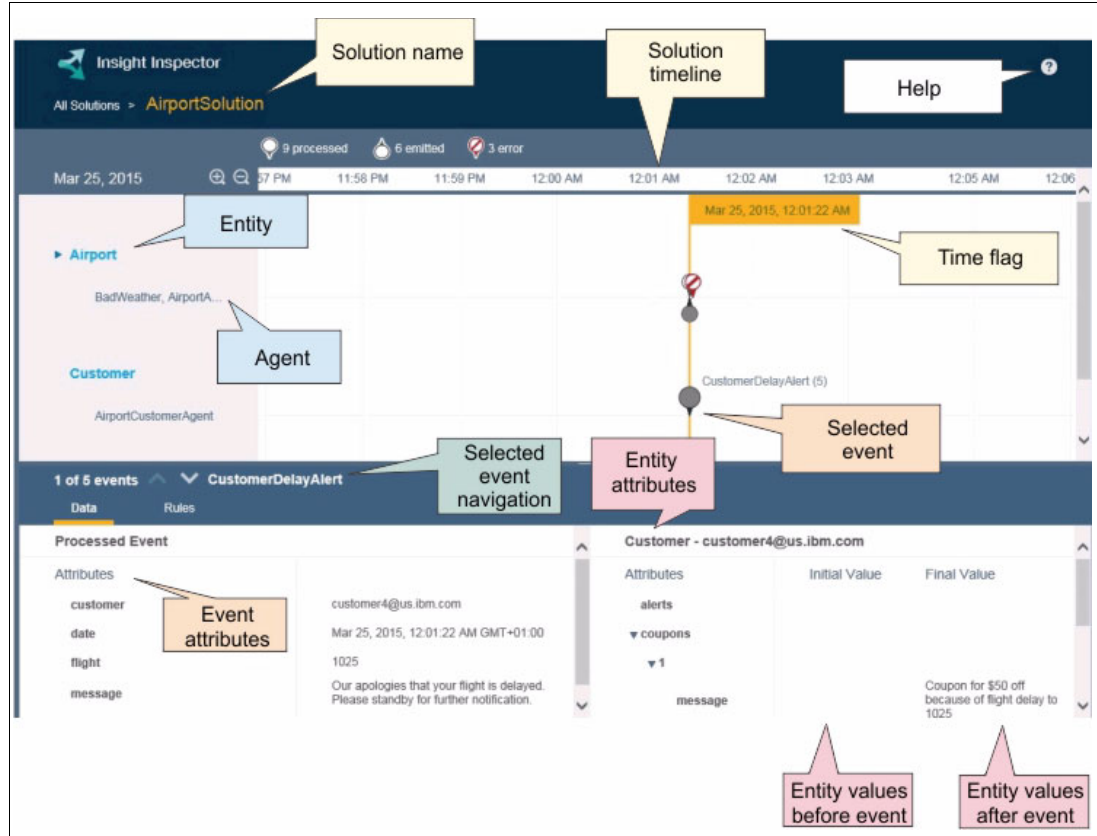 Solution name
Solution
timeline
Insight Inspector
Help
?
All Solutions > AirportSolution
9 processed 6 emitted 3 error
Mar 25, 2015
57 PM 11:58 PM 11:59 PM 12:00 AM 12:01 AM 12:02 AM 12:03 AM 12:05 AM 12:06
Mar 25, 2015, 12:01:22 AM
Entity
Time flag
Airport
BadWeather, AirportA...
Agent
Customer
CustomerDelayAlert (5)
AirportCustomerAgent
Selected
event
Selected
event
navigation
Entity
attributes
1 of 5 events CustomerDelayAlert
Data Rules
Processed Event
Customer - customer4@us.ibm.com
Attributes
Attributes Initial Value Final Value
Event
attributes
customer customer4@us.ibm.com
date Mar 25, 2015, 12:01:22 AM GMT+01:00
flight 1025
message Our apologies that your flight is delayed.
Please standby for further notification.
alerts
coupons
1
message Coupon for $50 off
because of flight delay to
1025
Entity values
before event
Entity values
after event